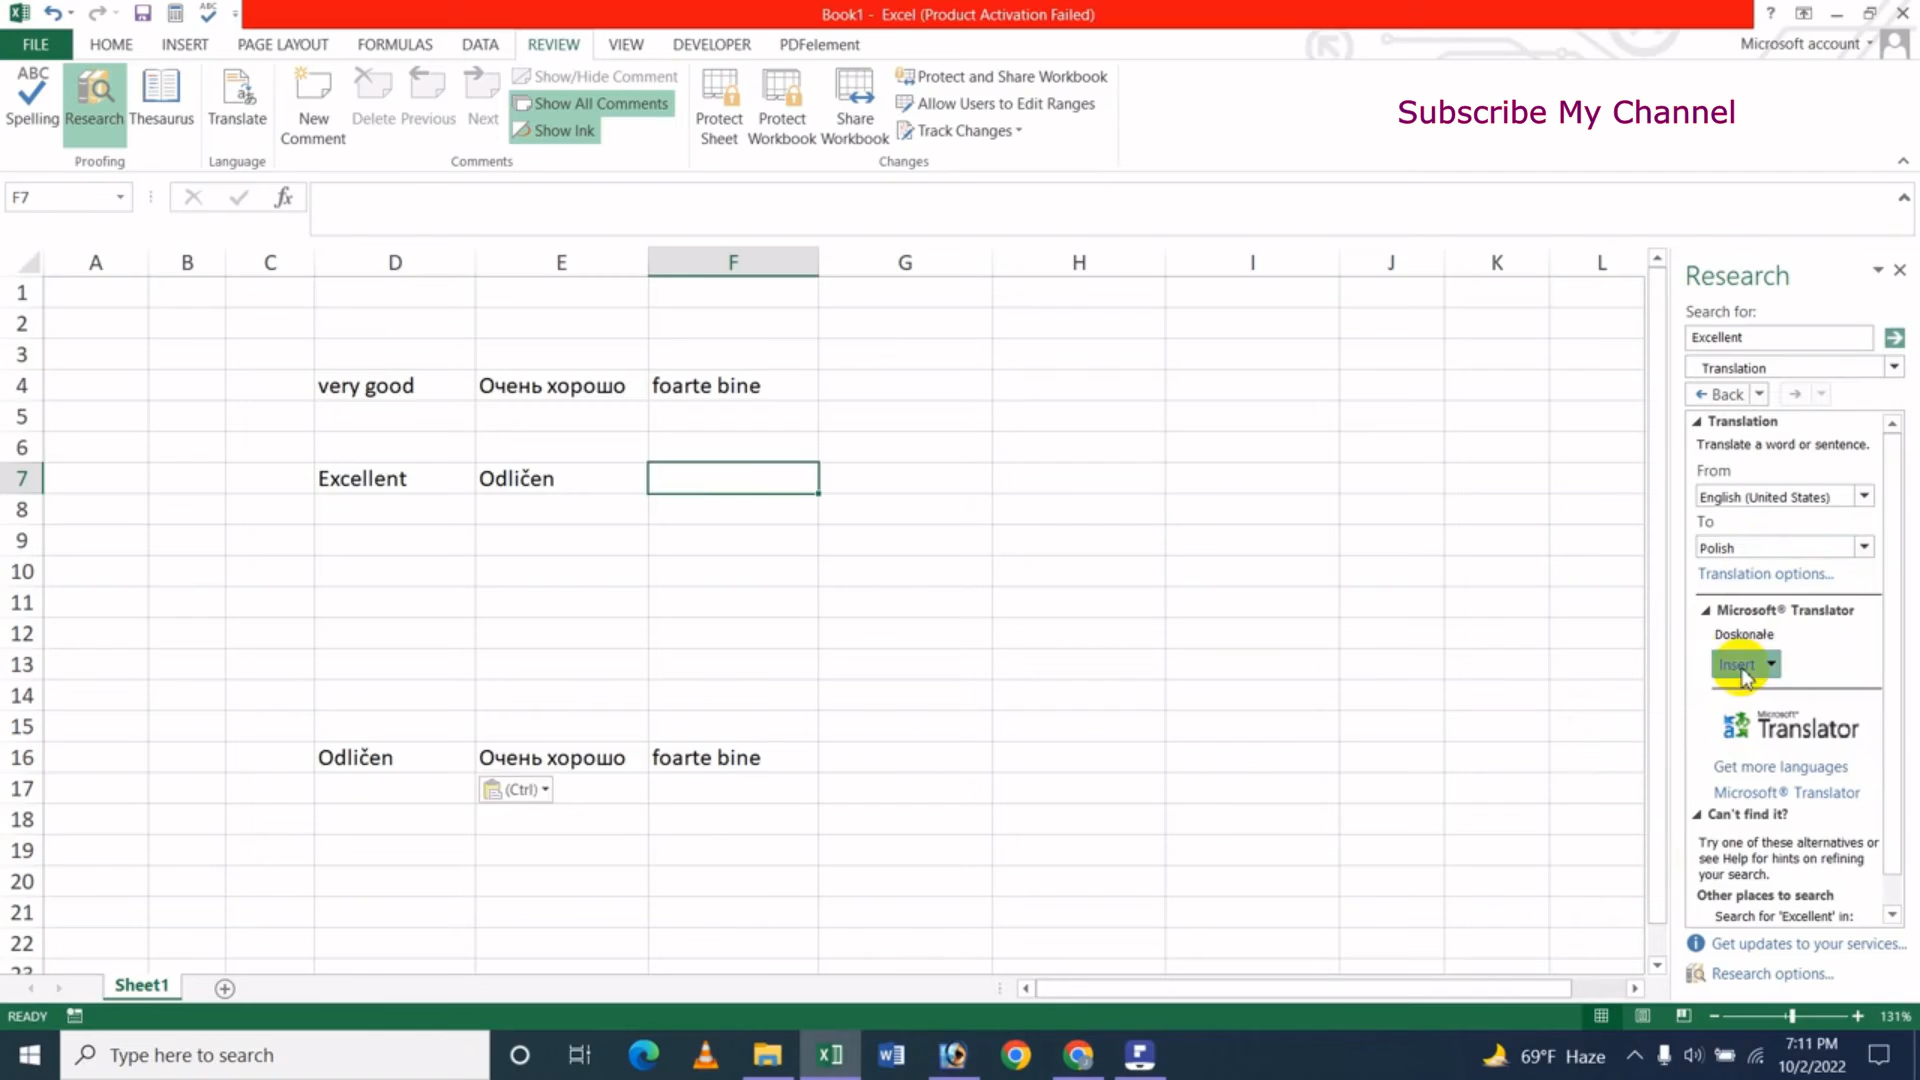 Book1 - Excel (Product Activation Failed)
FILE HOME INSERT PAGE LAYOUT FORMULAS DATA REVIEW VIEW DEVELOPER PDFelement
Microsoft account
ABC
Spelling
Research
Thesaurus
Translate
New
Comment
Delete
Previous
Next
Show/Hide Comment
Show All Comments
Show Ink
Protect
Sheet
Protect
Workbook
Share
Workbook
Protect and Share Workbook
Allow Users to Edit Ranges
Track Changes
Proofing
Language
Comments
Changes
Subscribe My Channel
F7
fx
A B C D E F G H I J K L
1
2
3
4 very good Очень хорошо foarte bine
5
6
7 Excellent Odličen
8
9
10
11
12
13
14
15
16 Odličen Очень хорошо foarte bine
17 (Ctrl)
18
19
20
21
22
23
Research
Search for:
Excellent
Translation
Back
Translation
Translate a word or sentence.
From
English (United States)
To
Polish
Translation options...
Microsoft® Translator
Doskonałe
Insert
Microsoft®
Translator
Get more languages
Microsoft® Translator
Can't find it?
Try one of these alternatives or
see Help for hints on refining
your search.
Other places to search
Search for 'Excellent' in:
Get updates to your services...
Research options...
Sheet1
READY
131%
Type here to search
69°F Haze
7:11 PM
10/2/2022